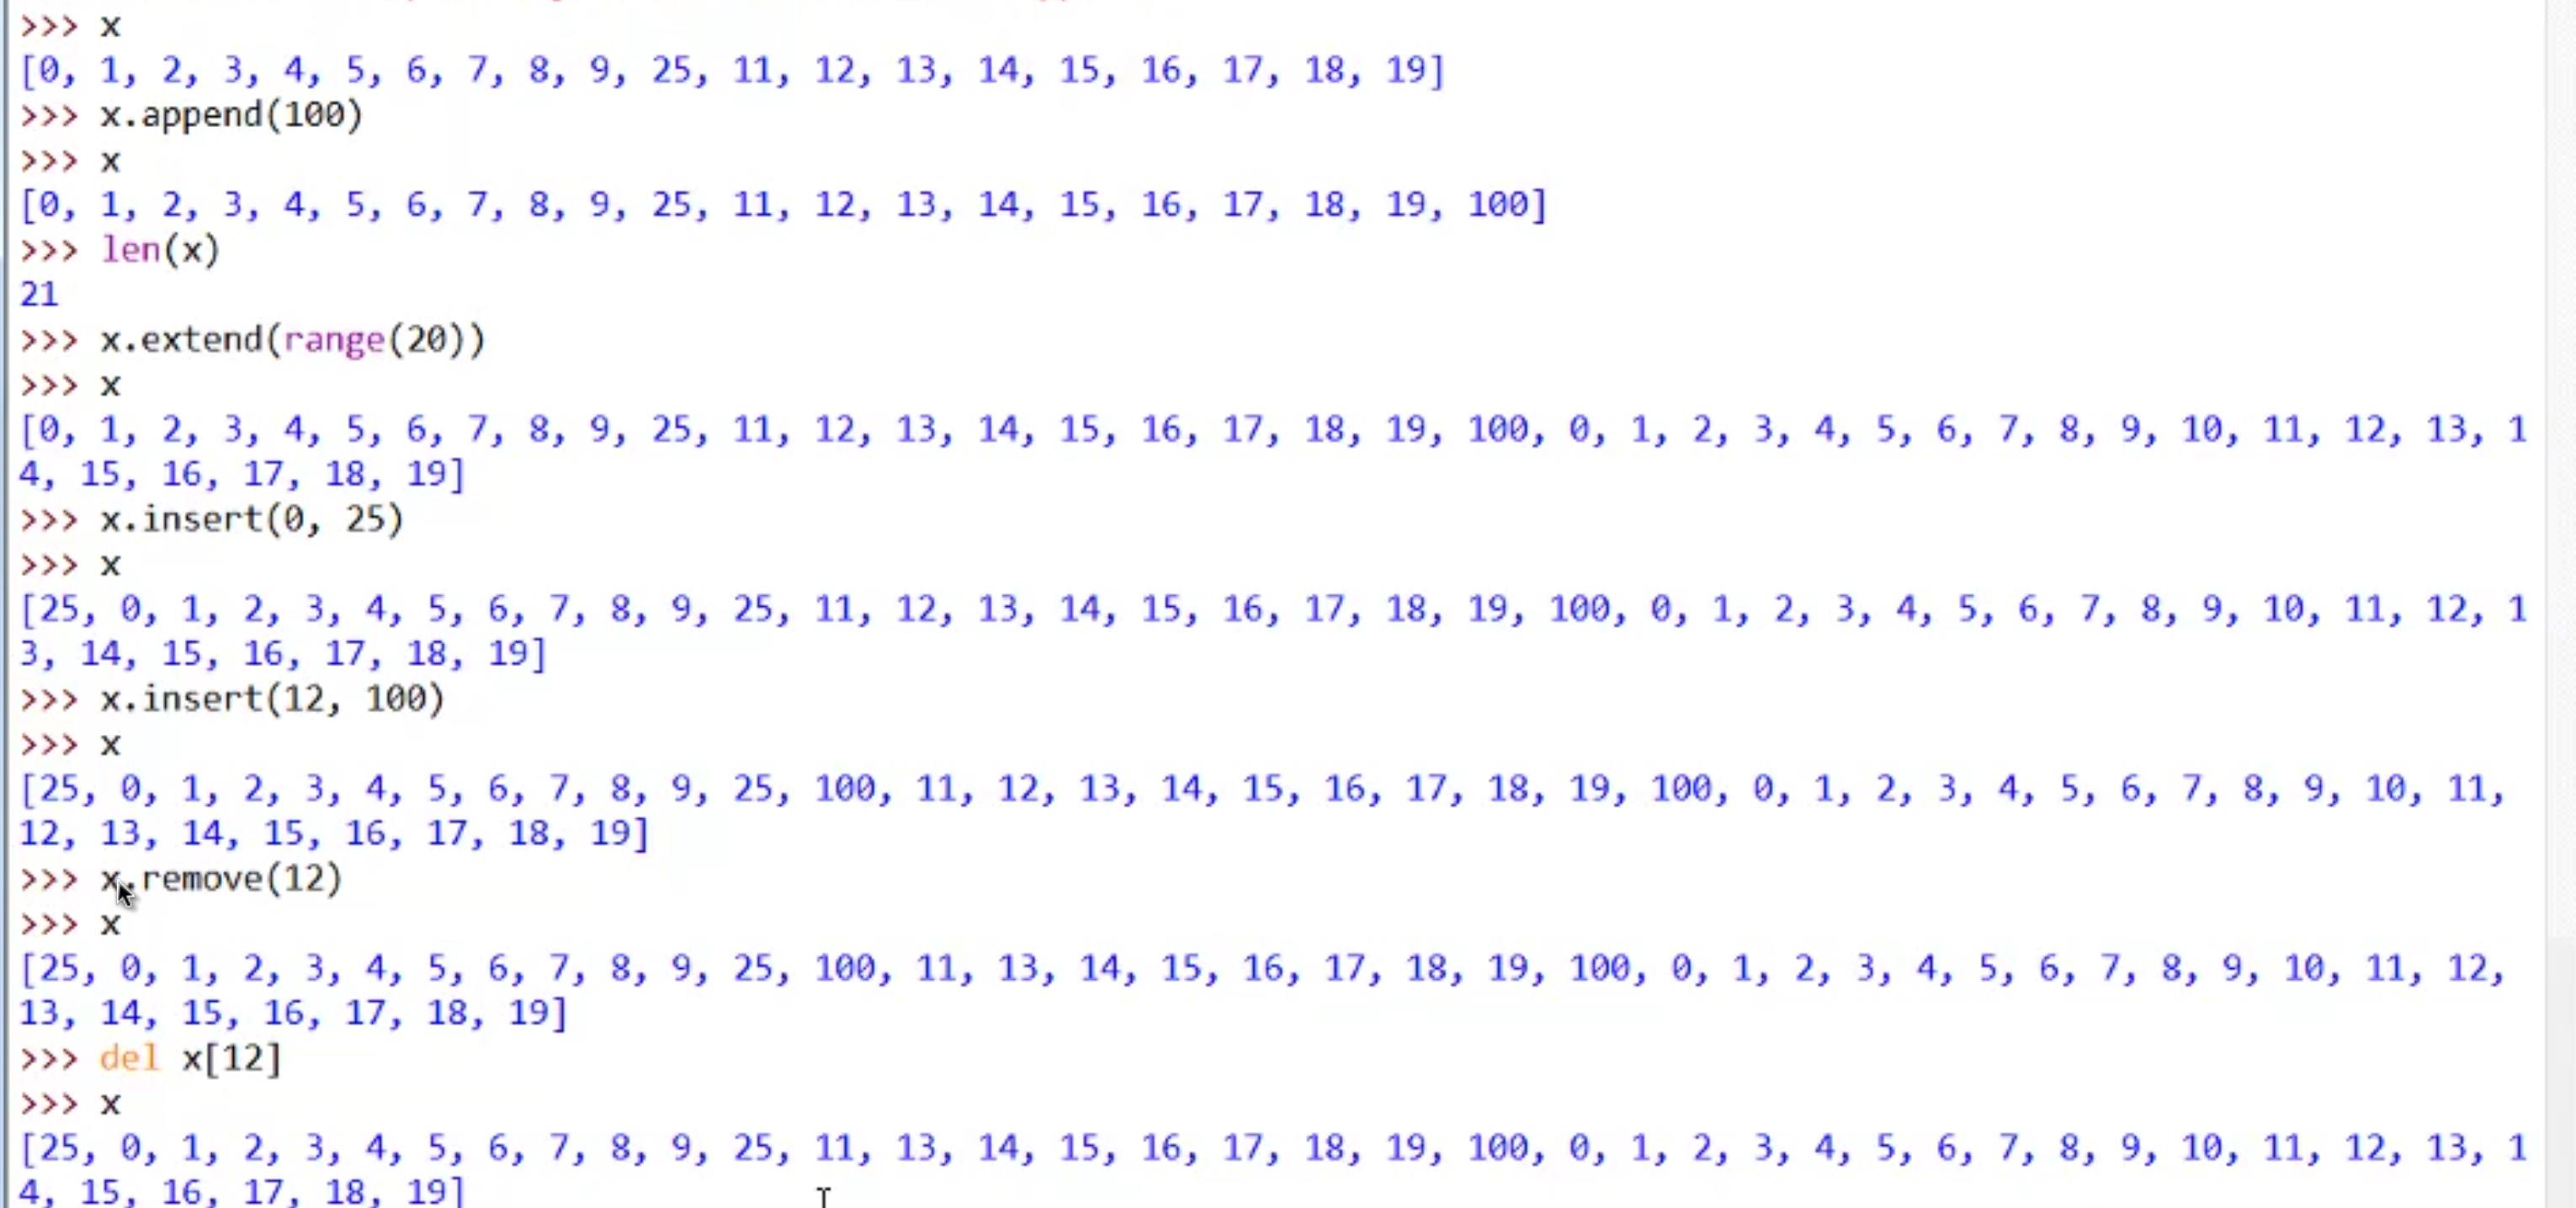 >>> x
[0, 1, 2, 3, 4, 5, 6, 7, 8, 9, 25, 11, 12, 13, 14, 15, 16, 17, 18, 19]
>>> x.append(100)
>>> x
[0, 1, 2, 3, 4, 5, 6, 7, 8, 9, 25, 11, 12, 13, 14, 15, 16, 17, 18, 19, 100]
>>> len(x)
21
>>> x.extend(range(20))
>>> x
[0, 1, 2, 3, 4, 5, 6, 7, 8, 9, 25, 11, 12, 13, 14, 15, 16, 17, 18, 19, 100, 0, 1, 2, 3, 4, 5, 6, 7, 8, 9, 10, 11, 12, 13, 1
4, 15, 16, 17, 18, 19]
>>> x.insert(0, 25)
>>> x
[25, 0, 1, 2, 3, 4, 5, 6, 7, 8, 9, 25, 11, 12, 13, 14, 15, 16, 17, 18, 19, 100, 0, 1, 2, 3, 4, 5, 6, 7, 8, 9, 10, 11, 12, 1
3, 14, 15, 16, 17, 18, 19]
>>> x.insert(12, 100)
>>> x
[25, 0, 1, 2, 3, 4, 5, 6, 7, 8, 9, 25, 100, 11, 12, 13, 14, 15, 16, 17, 18, 19, 100, 0, 1, 2, 3, 4, 5, 6, 7, 8, 9, 10, 11,
12, 13, 14, 15, 16, 17, 18, 19]
>>> x.remove(12)
>>> x
[25, 0, 1, 2, 3, 4, 5, 6, 7, 8, 9, 25, 100, 11, 13, 14, 15, 16, 17, 18, 19, 100, 0, 1, 2, 3, 4, 5, 6, 7, 8, 9, 10, 11, 12,
13, 14, 15, 16, 17, 18, 19]
>>> del x[12]
>>> x
[25, 0, 1, 2, 3, 4, 5, 6, 7, 8, 9, 25, 11, 13, 14, 15, 16, 17, 18, 19, 100, 0, 1, 2, 3, 4, 5, 6, 7, 8, 9, 10, 11, 12, 13, 1
4, 15, 16, 17, 18, 19]